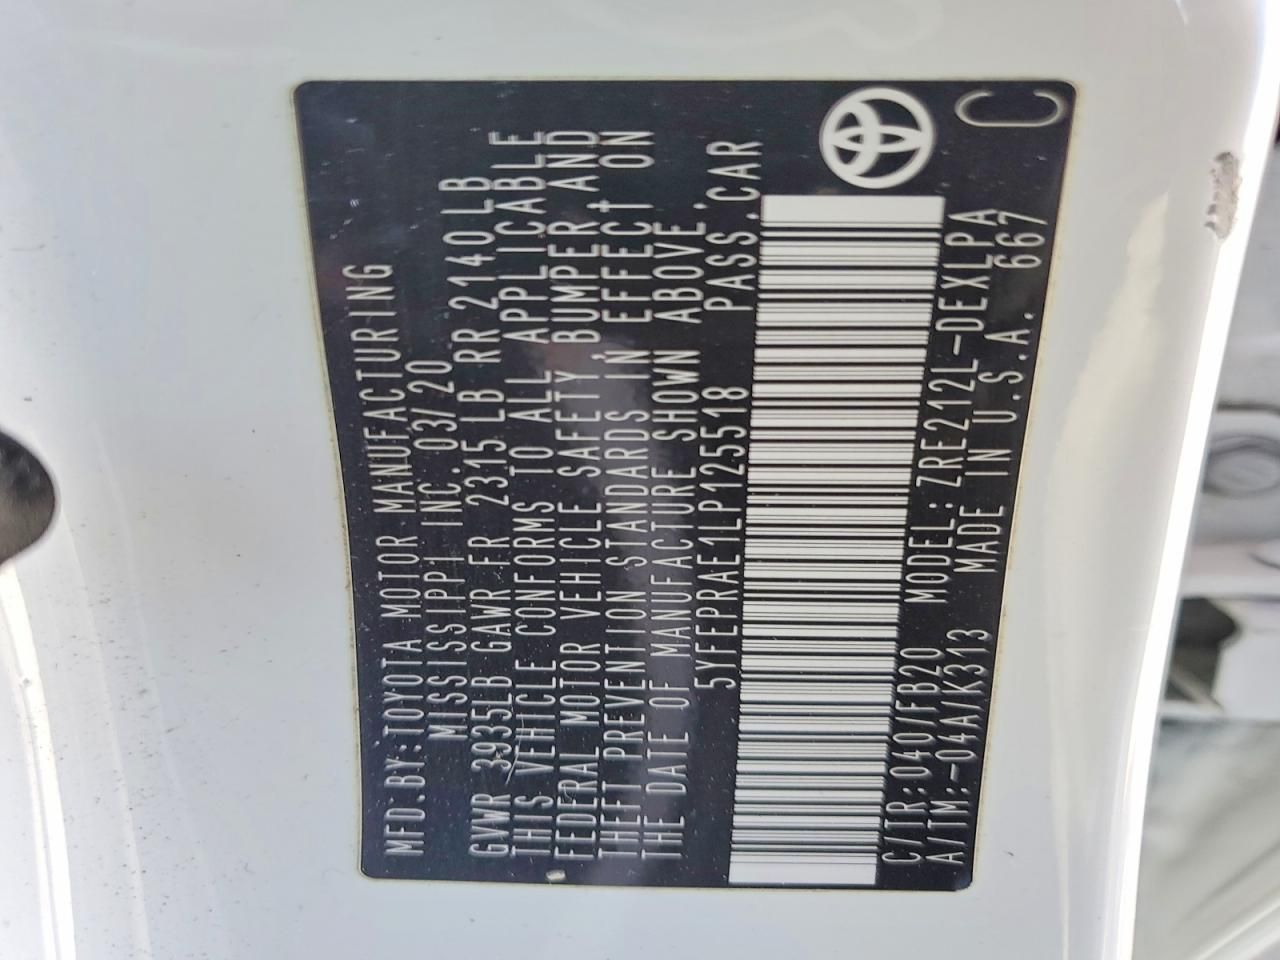 MFD.BY:TOYOTA MOTOR MANUFACTURING
MISSISSIPPI INC. 03/20
GVWR 3935LB GAWR FR 2315LB RR 2140LB
THIS VEHICLE CONFORMS TO ALL APPLICABLE
FEDERAL MOTOR VEHICLE SAFETY, BUMPER, AND
THEFT PREVENTION STANDARDS IN EFFECT ON
THE DATE OF MANUFACTURE SHOWN ABOVE.
5YFEPRAE1LP125518 PASS.CAR
C/TR:040/FB20 MODEL:ZRE212L-DEXLPA
A/TM:-04A/K313 MADE IN U.S.A. 667
C